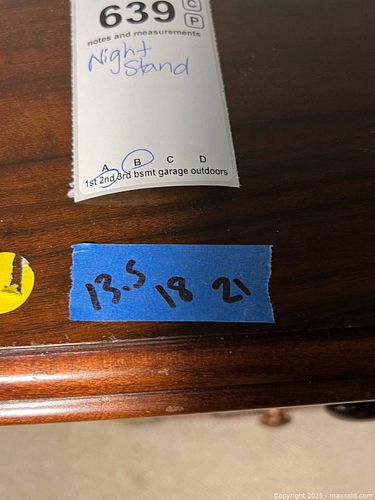 639 C
P
notes and measurements
Night
Stand
A B C D
1st 2nd 3rd bsmt garage outdoors
13.5 18 21
Copyright 2025 - maxsold.com